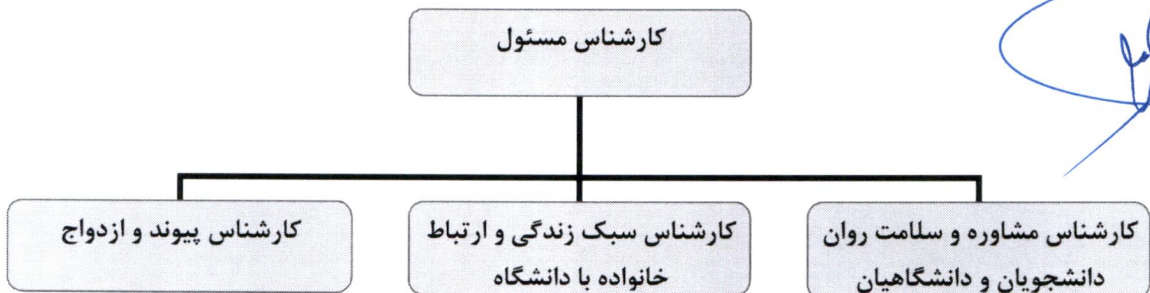 کارشناس مسئول
کارشناس مشاوره و سلامت روان
دانشجویان و دانشگاهیان
کارشناس سبک زندگی و ارتباط
خانواده با دانشگاه
کارشناس پیوند و ازدواج